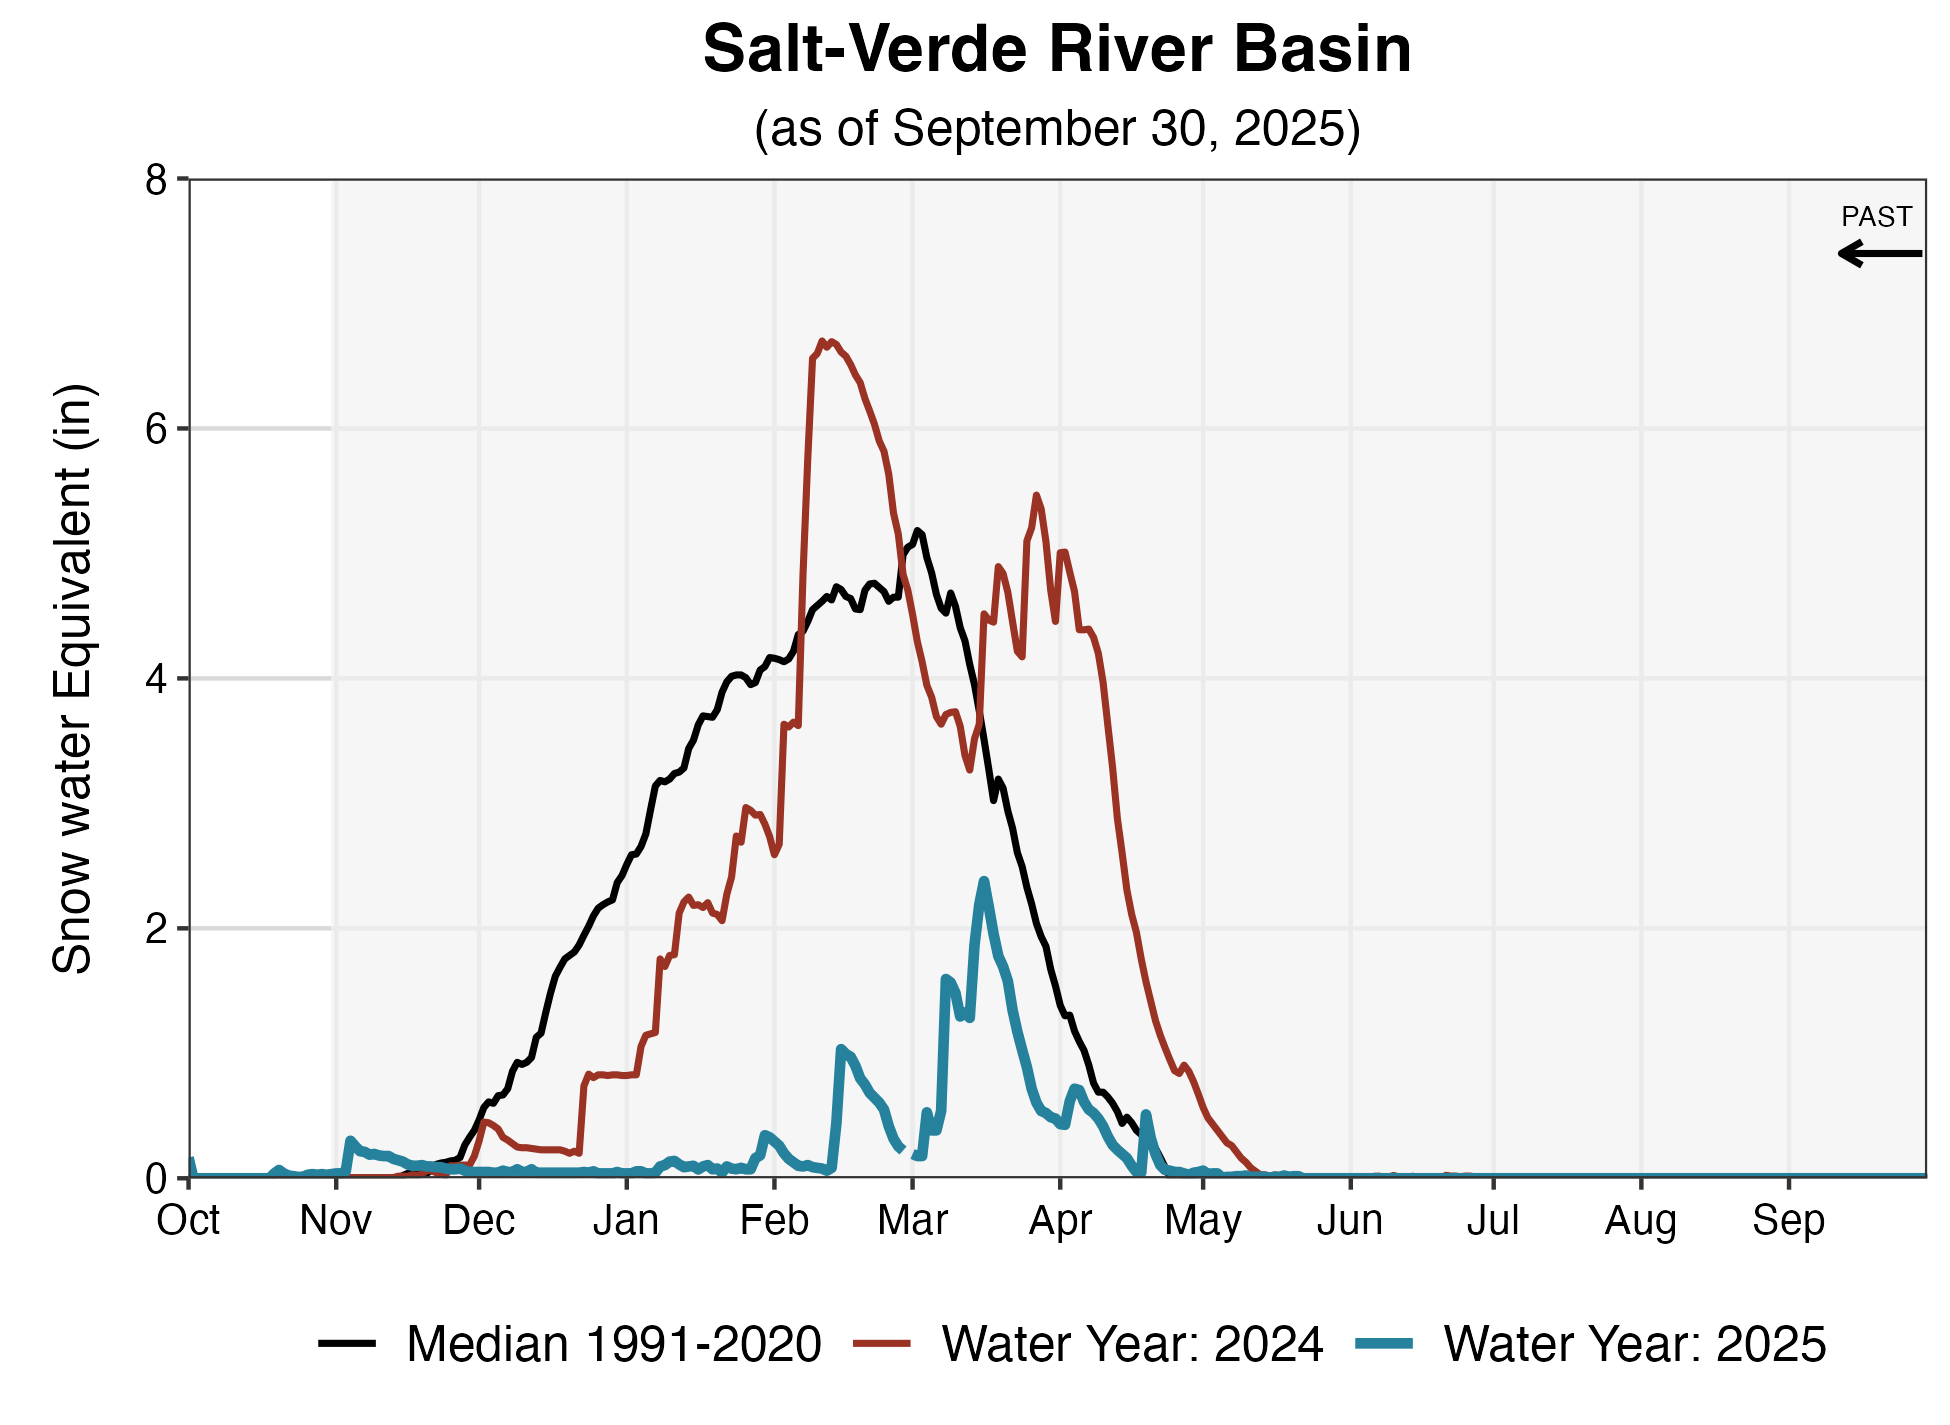 Salt-Verde River Basin
(as of September 30, 2025)
PAST
Snow water Equivalent (in)
8
6
4
2
0
Oct Nov Dec Jan Feb Mar Apr May Jun Jul Aug Sep
Median 1991-2020 Water Year: 2024 Water Year: 2025